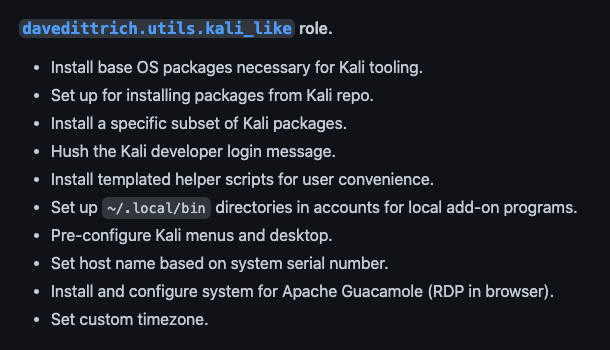 davedittrich.utils.kali_like role.
• Install base OS packages necessary for Kali tooling.
• Set up for installing packages from Kali repo.
• Install a specific subset of Kali packages.
• Hush the Kali developer login message.
• Install templated helper scripts for user convenience.
• Set up ~/.local/bin directories in accounts for local add-on programs.
• Pre-configure Kali menus and desktop.
• Set host name based on system serial number.
• Install and configure system for Apache Guacamole (RDP in browser).
• Set custom timezone.